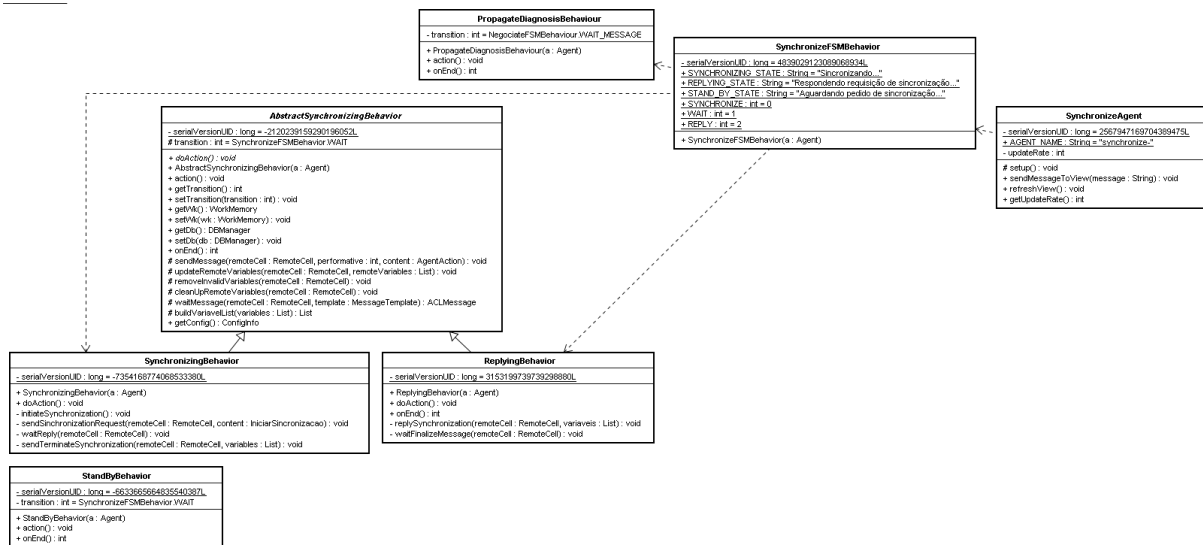 PropagateDiagnosisBehaviour
- transition : int = NegociateFSMBehaviour.WAIT_MESSAGE
+ PropagateDiagnosisBehaviour(a : Agent)
+ action() : void
+ onEnd() : int
SynchronizeFSMBehavior
- serialVersionUID : long = 4839029123089068934L
+ SYNCHRONIZING_STATE : String = "Sincronizando..."
+ REPLYING_STATE : String = "Respondendo requisição de sincronização..."
+ STAND_BY_STATE : String = "Aguardando pedido de sincronização..."
+ SYNCHRONIZE : int = 0
+ WAIT : int = 1
+ REPLY : int = 2
+ SynchronizeFSMBehavior(a : Agent)
SynchronizeAgent
- serialVersionUID : long = 2567947169704389475L
+ AGENT_NAME : String = "synchronize-"
- updateRate : int
# setup() : void
+ sendMessageToView(message : String) : void
+ refreshView() : void
+ getUpdateRate() : int
AbstractSynchronizingBehavior
- serialVersionUID : long = -2120239159290196052L
# transition : int = SynchronizeFSMBehavior.WAIT
+ doAction() : void
+ AbstractSynchronizingBehavior(a : Agent)
+ action() : void
+ getTransition() : int
+ setTransition(transition : int) : void
+ getWk() : WorkMemory
+ setWk(wk : WorkMemory) : void
+ getDb() : DBManager
+ setDb(db : DBManager) : void
+ onEnd() : int
# sendMessage(remoteCell : RemoteCell, performative : int, content : AgentAction) : void
# updateRemoteVariables(remoteCell : RemoteCell, remoteVariables : List) : void
# removeInvalidVariables(remoteCell : RemoteCell) : void
# cleanUpRemoteVariables(remoteCell : RemoteCell) : void
# waitMessage(remoteCell : RemoteCell, template : MessageTemplate) : ACLMessage
# buildVariavelList(variables : List) : List
+ getConfig() : ConfigInfo
SynchronizingBehavior
- serialVersionUID : long = -7354168774068533380L
+ SynchronizingBehavior(a : Agent)
+ doAction() : void
- initiateSynchronization() : void
- sendSinchronizationRequest(remoteCell : RemoteCell, content : IniciarSincronizacao) : void
- waitReply(remoteCell : RemoteCell) : void
- sendTerminateSynchronization(remoteCell : RemoteCell, variables : List) : void
ReplyingBehavior
- serialVersionUID : long = 3153199739739298880L
+ ReplyingBehavior(a : Agent)
+ doAction() : void
+ onEnd() : int
- replySynchronization(remoteCell : RemoteCell, variaveis : List) : void
- waitFinalizeMessage(remoteCell : RemoteCell) : void
StandByBehavior
- serialVersionUID : long = -6633665664835540387L
- transition : int = SynchronizeFSMBehavior.WAIT
+ StandByBehavior(a : Agent)
+ action() : void
+ onEnd() : int